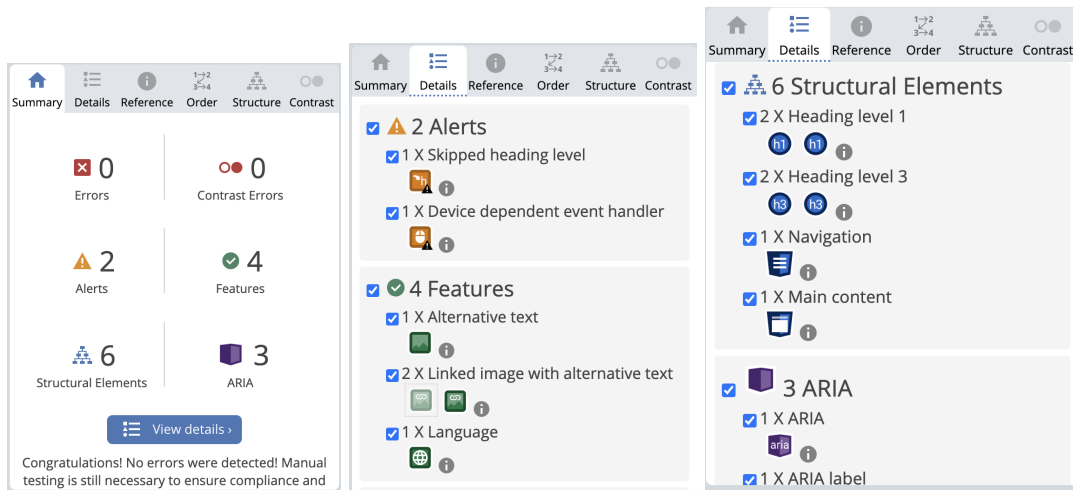 Summary Details Reference Order Structure Contrast
0
Errors
0
Contrast Errors
2
Alerts
4
Features
6
Structural Elements
3
ARIA
View details ›
Congratulations! No errors were detected! Manual
testing is still necessary to ensure compliance and
Summary Details Reference Order Structure Contrast
2 Alerts
1 X Skipped heading level
1 X Device dependent event handler
4 Features
1 X Alternative text
2 X Linked image with alternative text
1 X Language
Summary Details Reference Order Structure Contrast
6 Structural Elements
2 X Heading level 1
h1 h1
2 X Heading level 3
h3 h3
1 X Navigation
1 X Main content
3 ARIA
1 X ARIA
aria
1 X ARIA label